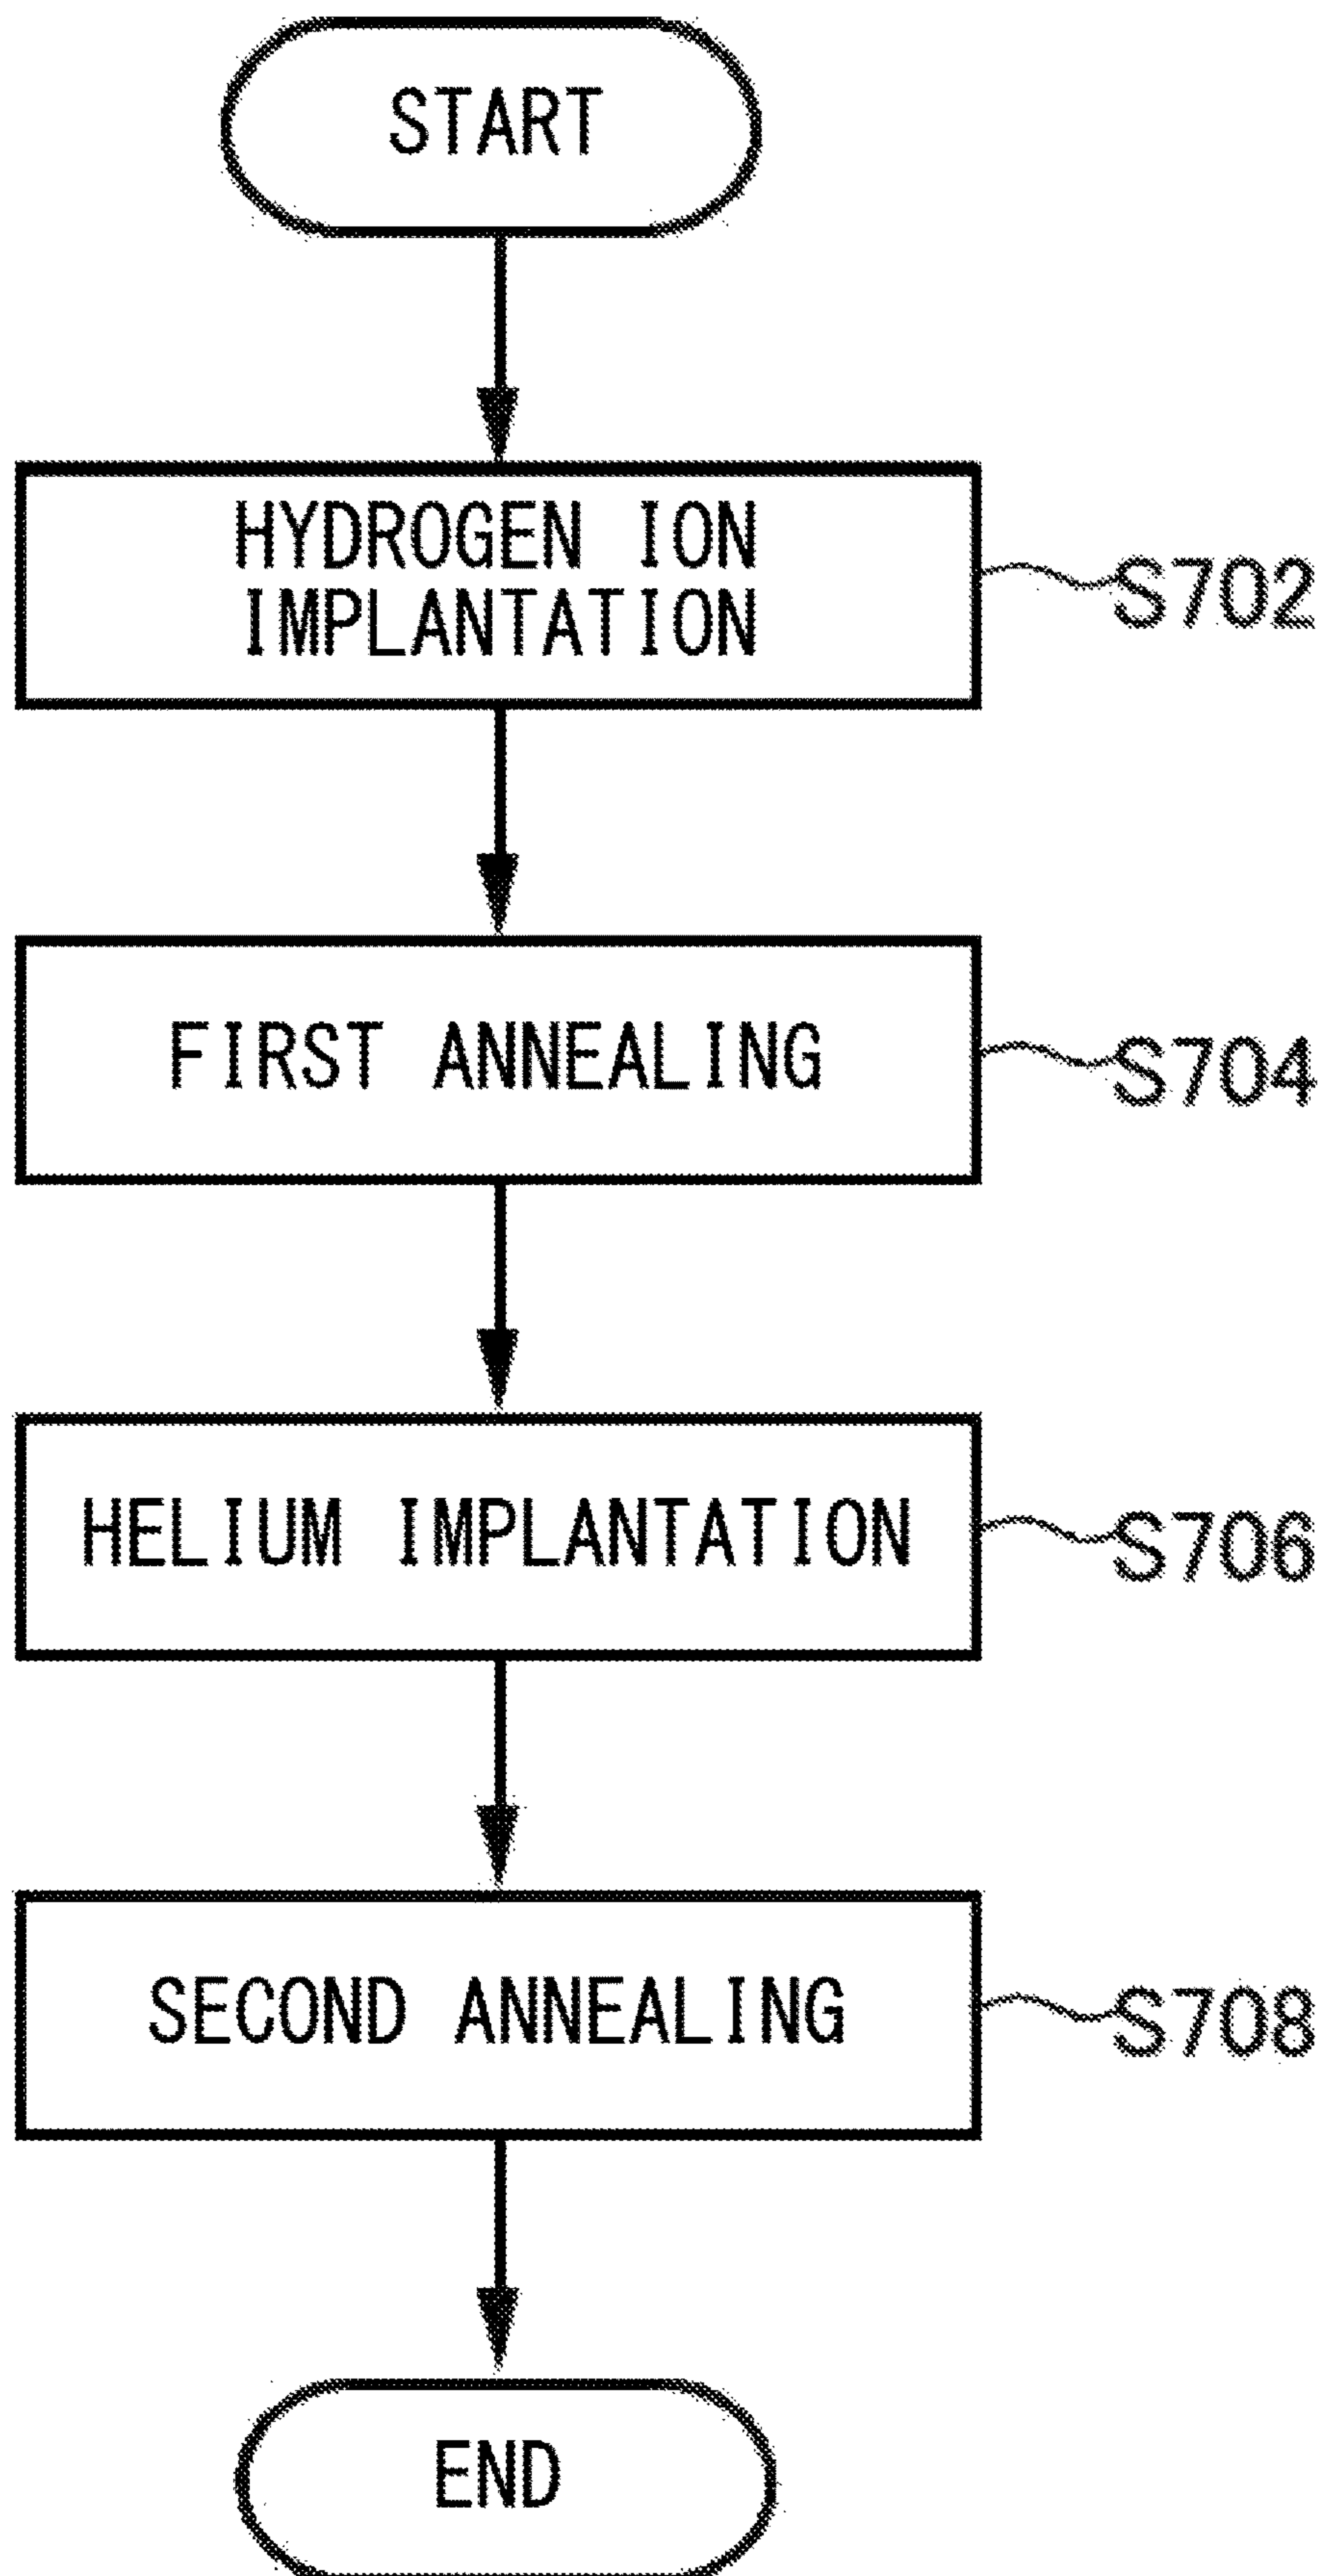 START
HYDROGEN ION
IMPLANTATION
S702
FIRST ANNEALING
S704
HELIUM IMPLANTATION
S706
SECOND ANNEALING
S708
END